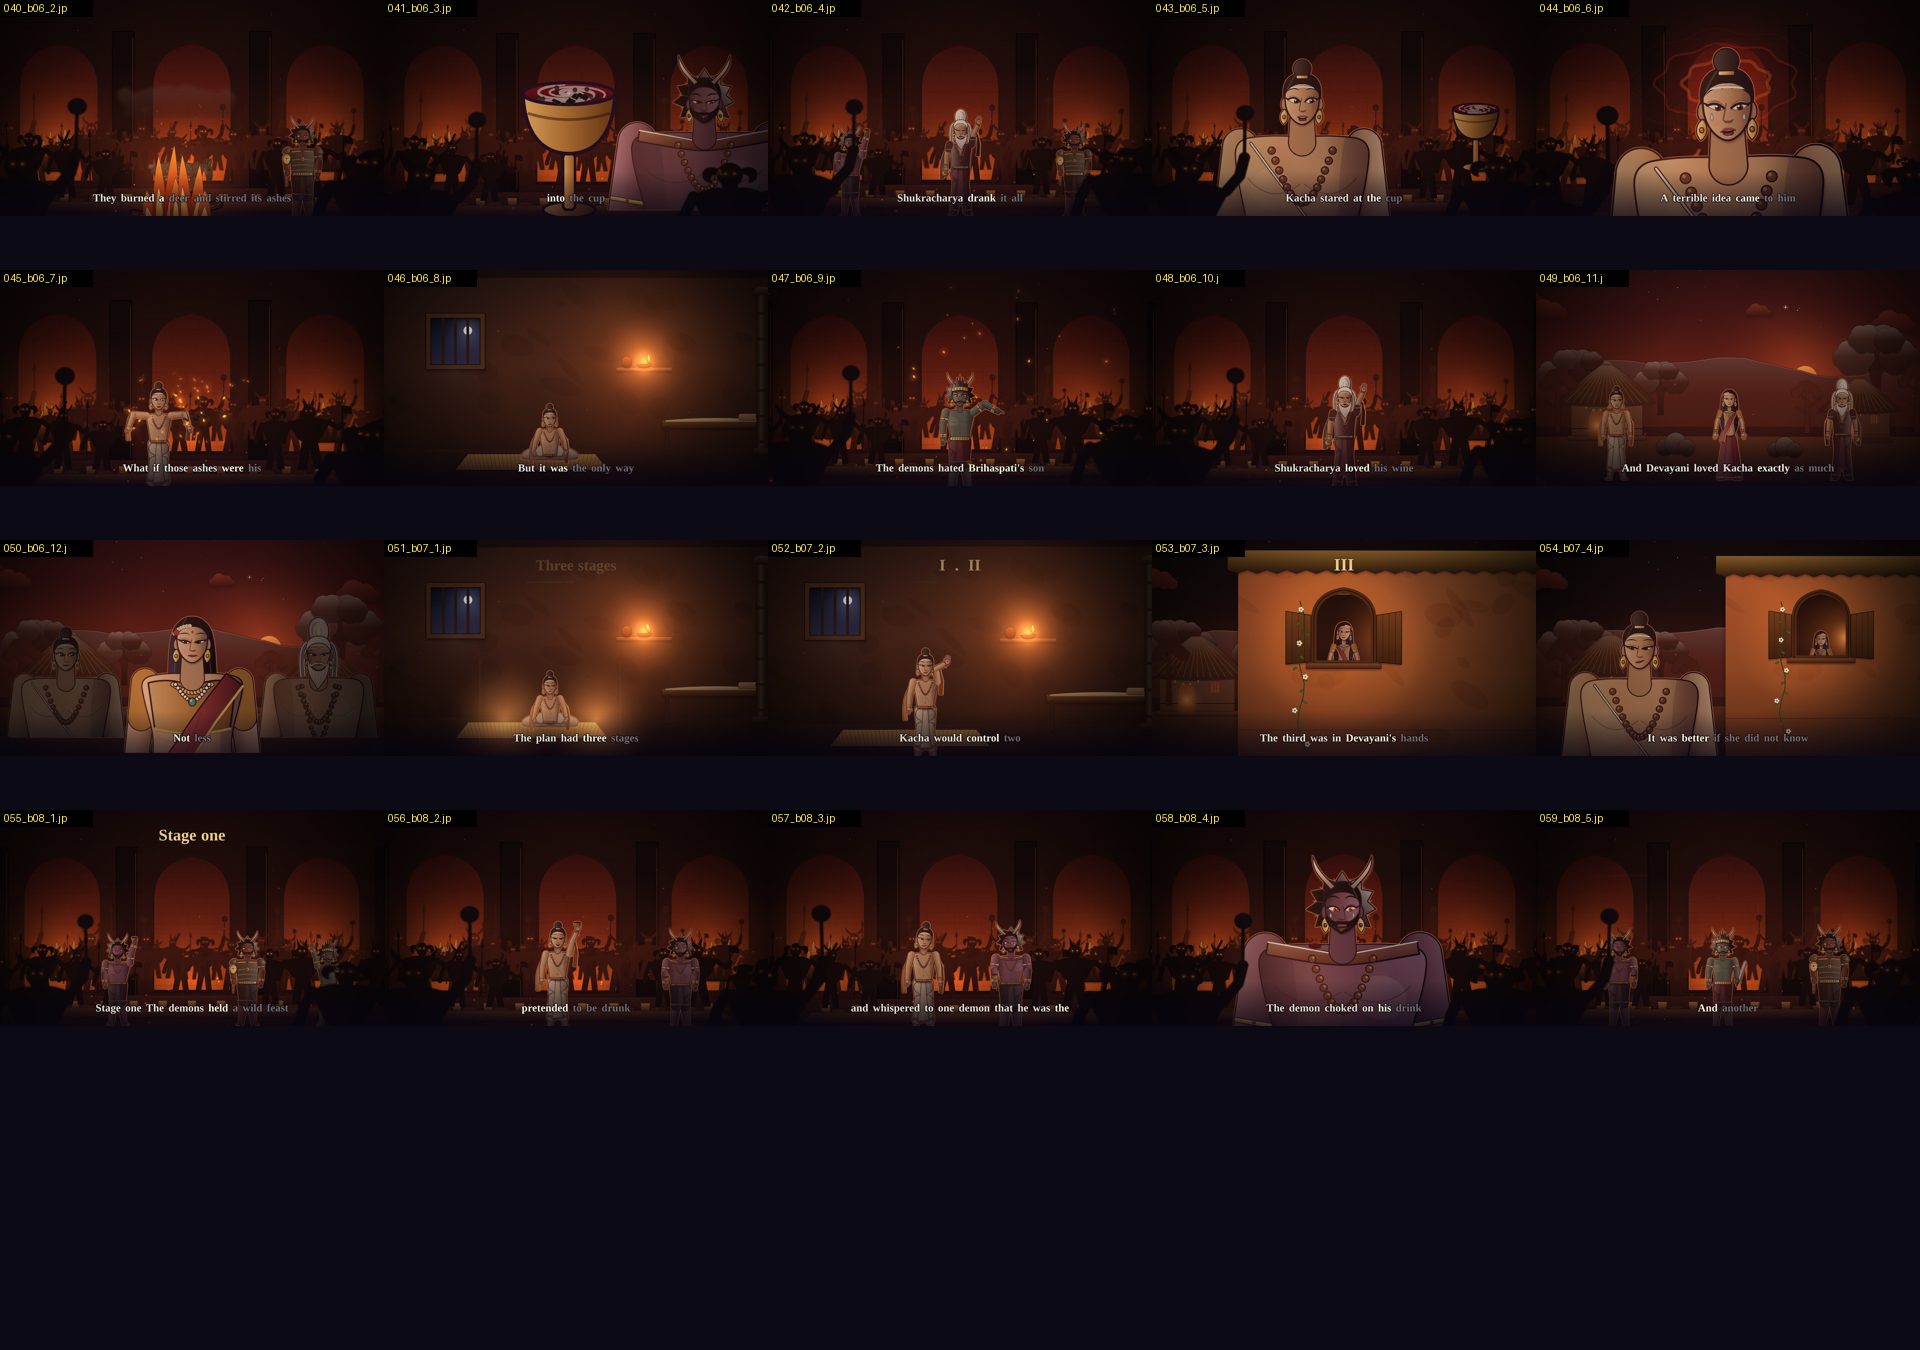 040_b06_2.jp
They burned a deer and stirred its ashes
041_b06_3.jp
into the cup
042_b06_4.jp
Shukracharya drank it all
043_b06_5.jp
Kacha stared at the cup
044_b06_6.jp
A terrible idea came to him
045_b06_7.jp
What if those ashes were his
046_b06_8.jp
But it was the only way
047_b06_9.jp
The demons hated Brihaspati's son
048_b06_10.j
Shukracharya loved his wine
049_b06_11.j
And Devayani loved Kacha exactly as much
050_b06_12.j
Not less
051_b07_1.jp
Three stages
The plan had three stages
052_b07_2.jp
I . II
Kacha would control two
053_b07_3.jp
III
The third was in Devayani's hands
054_b07_4.jp
It was better if she did not know
055_b08_1.jp
Stage one
Stage one The demons held a wild feast
056_b08_2.jp
pretended to be drunk
057_b08_3.jp
and whispered to one demon that he was the
058_b08_4.jp
The demon choked on his drink
059_b08_5.jp
And another